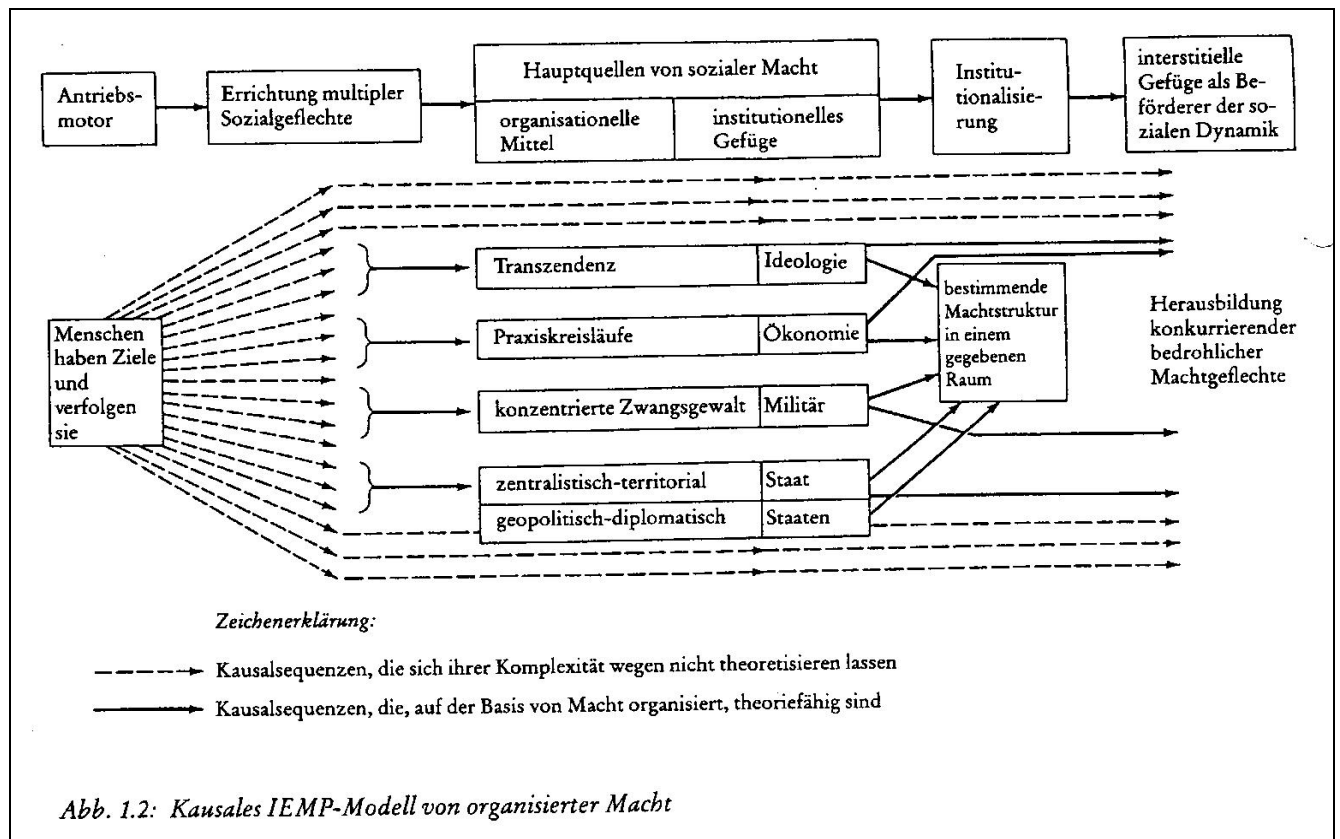 Antriebs-
motor
Errichtung multipler
Sozialgeflechte
Hauptquellen von sozialer Macht
organisationelle
Mittel
institutionelles
Gefüge
Institu-
tionalisie-
rung
interstitielle
Gefüge als Be-
förderer der so-
zialen Dynamik
Menschen
haben Ziele
und
verfolgen
sie
Transzendenz
Ideologie
Praxiskreisläufe
Ökonomie
konzentrierte Zwangsgewalt
Militär
zentralistisch-territorial
Staat
geopolitisch-diplomatisch
Staaten
bestimmende
Machtstruktur
in einem
gegebenen
Raum
Herausbildung
konkurrierender
bedrohlicher
Machtgeflechte
Zeichenerklärung:
Kausalsequenzen, die sich ihrer Komplexität wegen nicht theoretisieren lassen
Kausalsequenzen, die, auf der Basis von Macht organisiert, theoriefähig sind
Abb. 1.2: Kausales IEMP-Modell von organisierter Macht